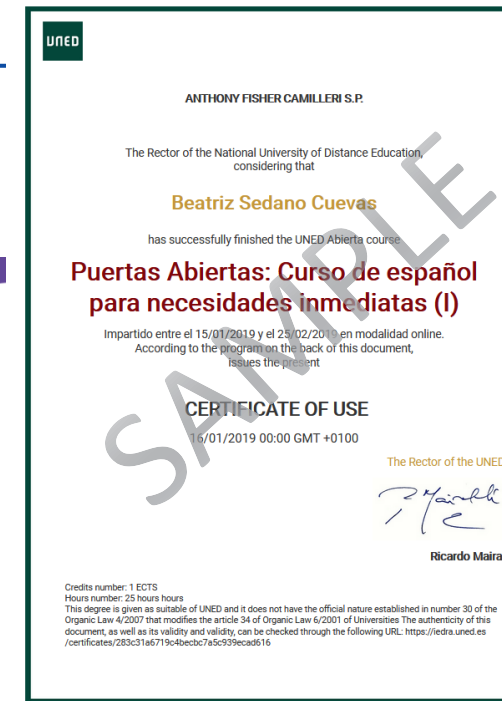 UNED
ANTHONY FISHER CAMILLERI S.P.
The Rector of the National University of Distance Education,
considering that
Beatriz Sedano Cuevas
has successfully finished the UNED Abierta course
Puertas Abiertas: Curso de español
para necesidades inmediatas (I)
Impartido entre el 15/01/2019 y el 25/02/2019 en modalidad online.
According to the program on the back of this document,
issues the present
CERTIFICATE OF USE
16/01/2019 00:00 GMT +0100
SAMPLE
The Rector of the UNED
Ricardo Maira
Credits number: 1 ECTS
Hours number: 25 hours hours
This degree is given as suitable of UNED and it does not have the official nature established in number 30 of the
Organic Law 4/2007 that modifies the article 34 of Organic Law 6/2001 of Universities The authenticity of this
document, as well as its validity and validity, can be checked through the following URL: https://iedra.uned.es
/certificates/283c31a6719c4becbc7a5c939ecad616